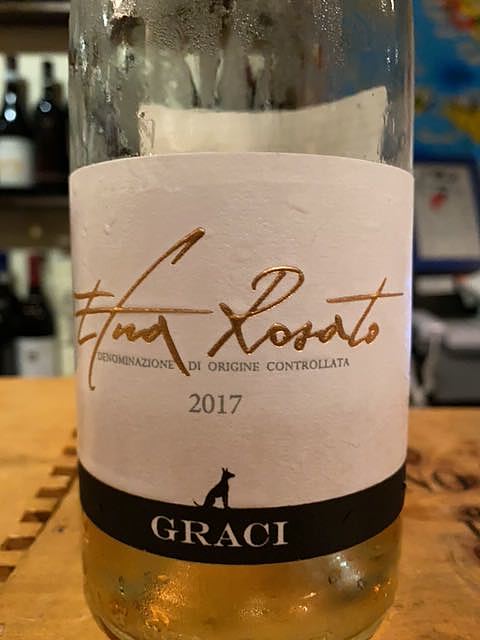 Etna Rosato
DENOMINAZIONE DI ORIGINE CONTROLLATA
2017
GRACI